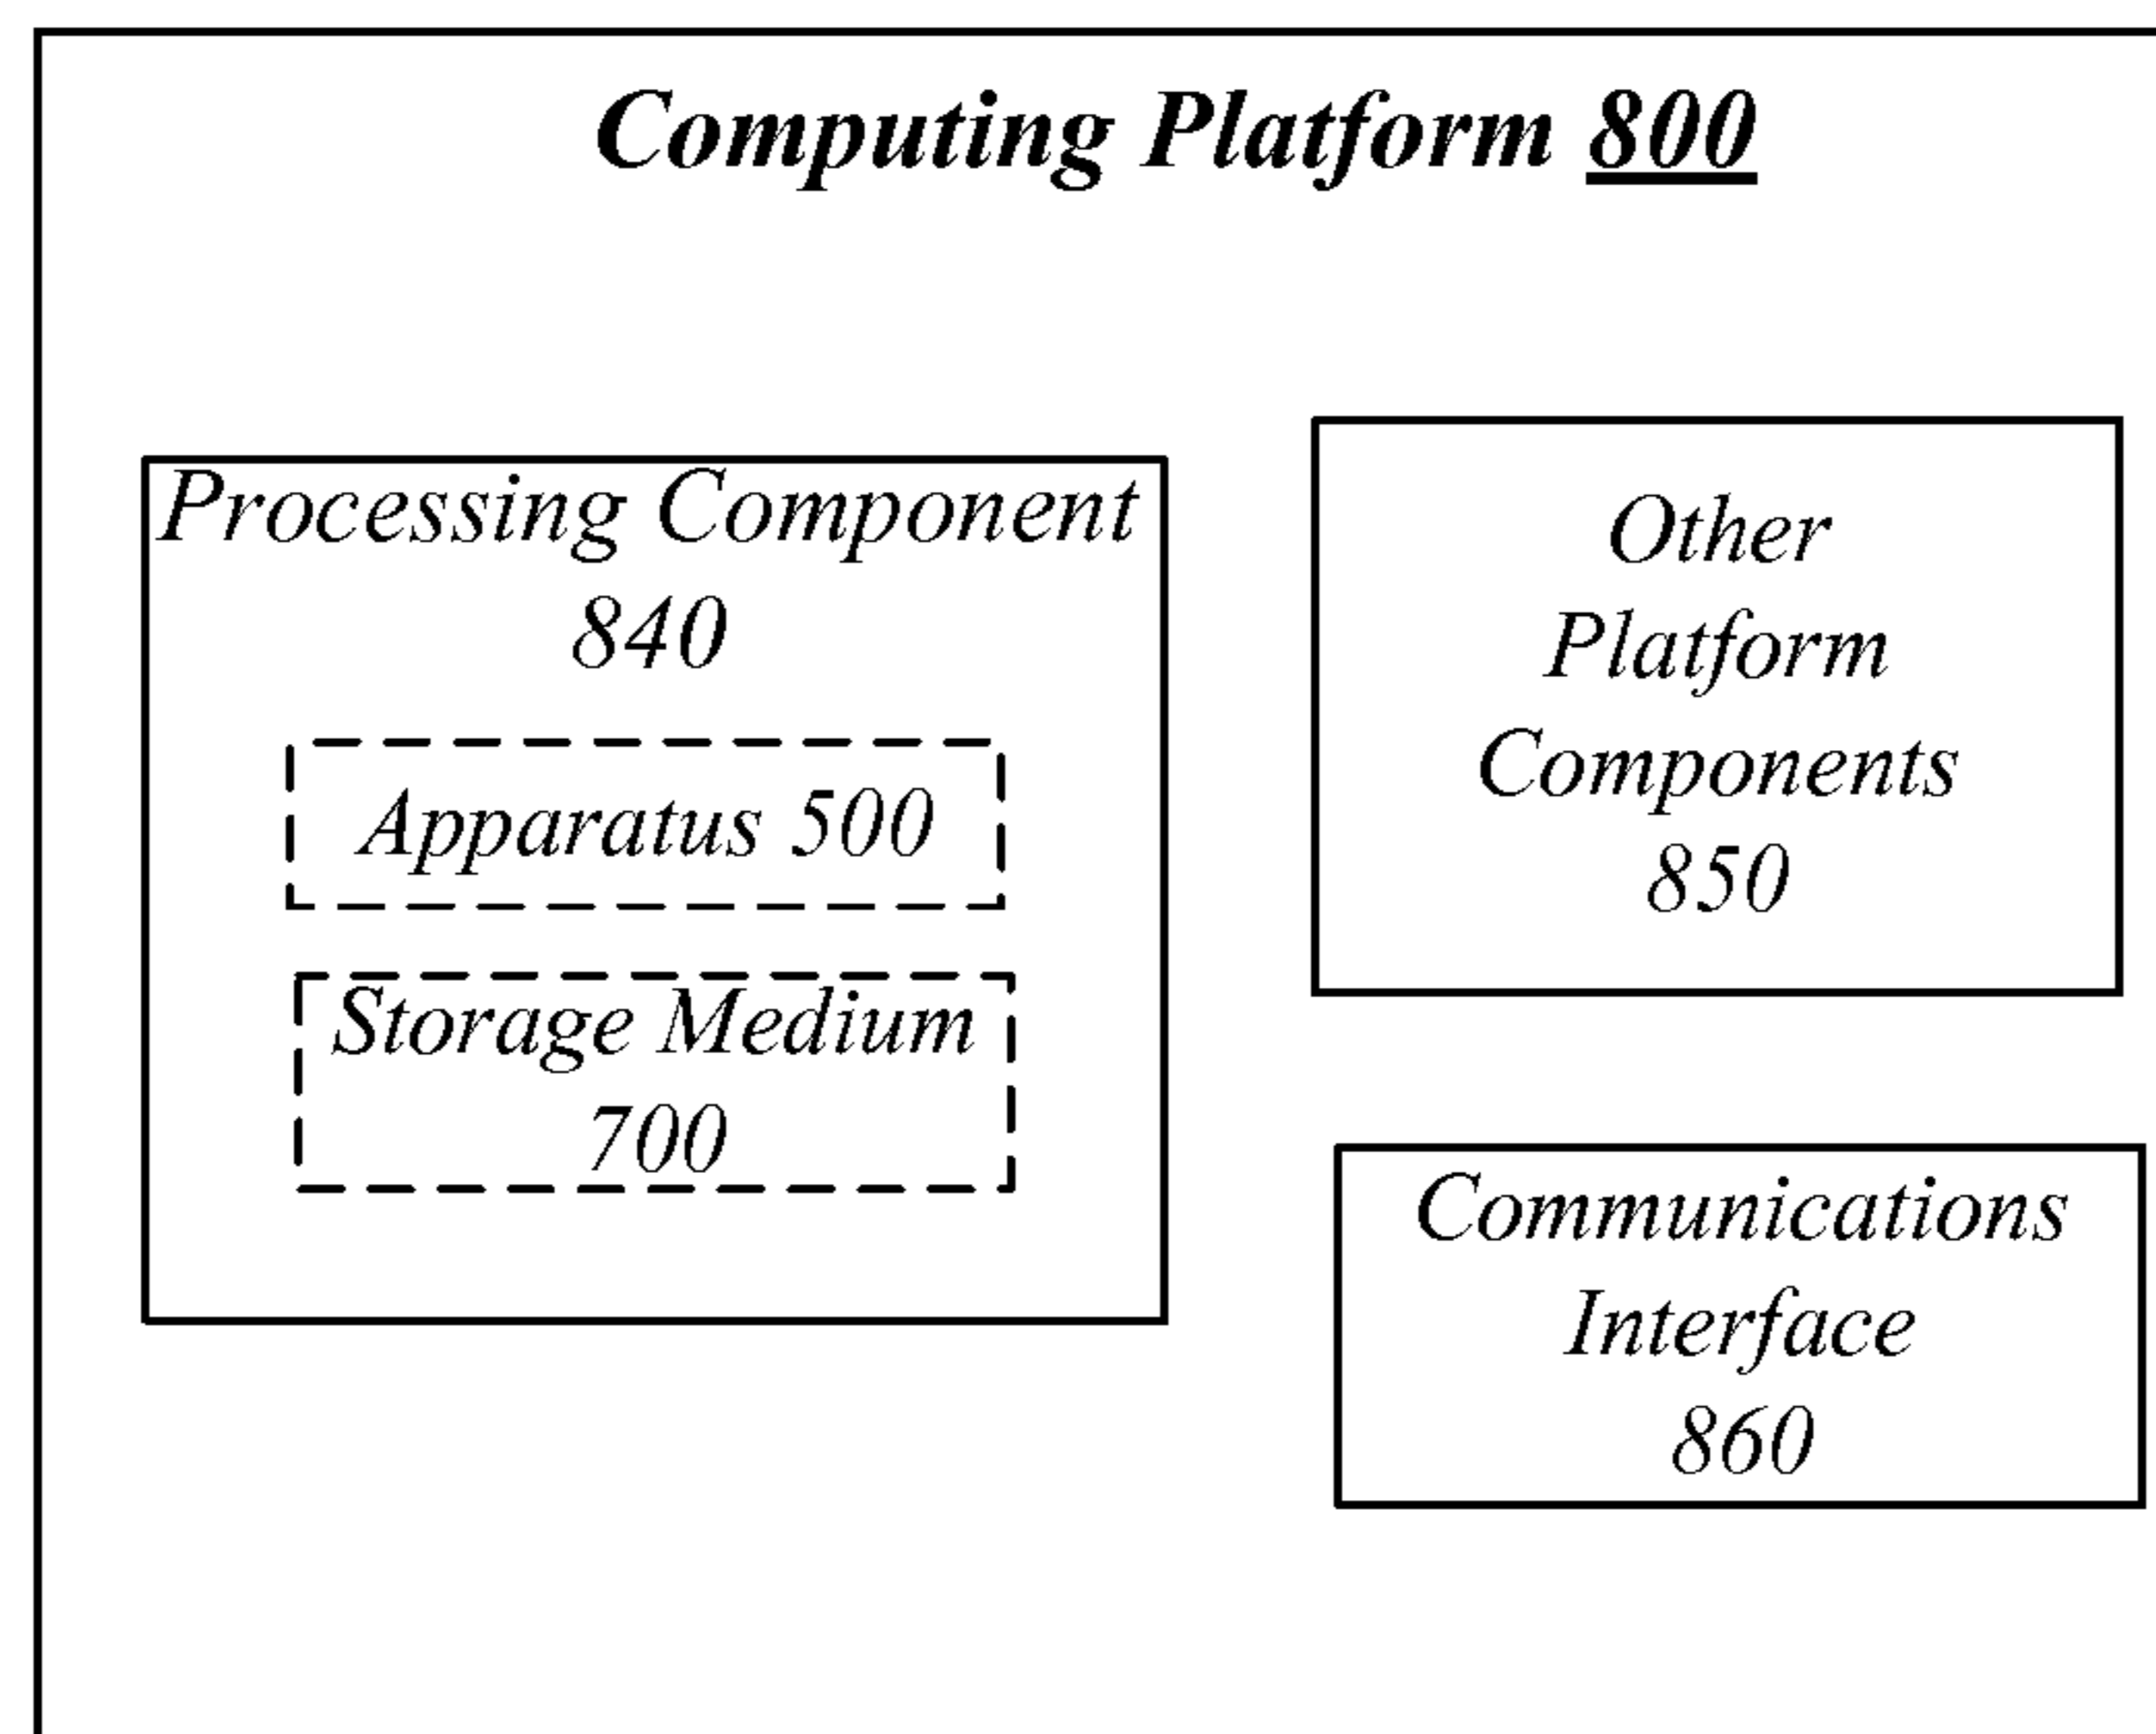 Computing Platform 800
Processing Component
840
Apparatus 500
Storage Medium
700
Other
Platform
Components
850
Communications
Interface
860